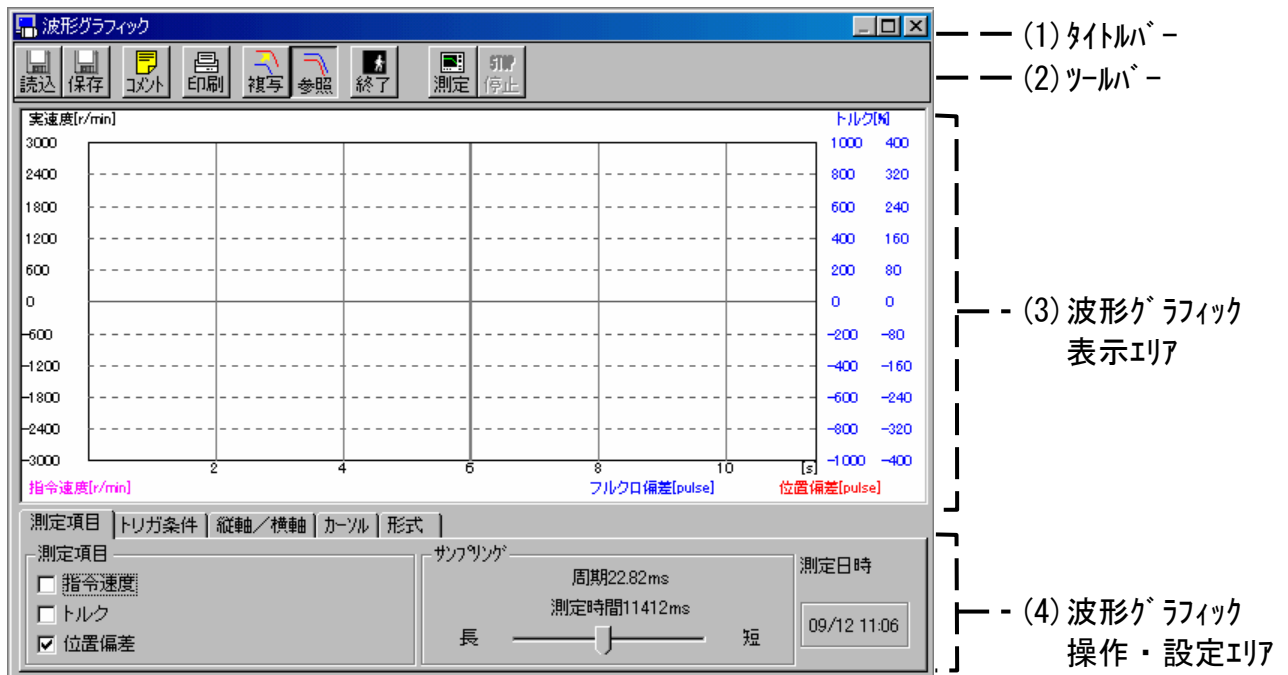 波形グラフィック
(1) ﾀｲﾄﾙﾊﾞｰ
読込 保存 ｺﾒﾝﾄ 印刷 複写 参照 終了 測定 STOP 停止
(2) ﾂｰﾙﾊﾞｰ
実速度[r/min] トルク[%]
3000 1000 400
2400 800 320
1800 600 240
1200 400 160
600 200 80
0 0 0
-600 -200 -80
-1200 -400 -160
-1800 -600 -240
-2400 -800 -320
-3000 2 4 6 8 10 [s] -1000 -400
指令速度[r/min] フルクロ偏差[pulse] 位置偏差[pulse]
(3) 波形ｸﾞﾗﾌｨｯｸ
表示ｴﾘｱ
測定項目 トリガ条件 縦軸／横軸 ｶｰｿﾙ 形式
測定項目
指令速度
トルク
位置偏差
ｻﾝﾌﾟﾘﾝｸﾞ
周期22.82ms
測定時間11412ms
長 短
測定日時
09/12 11:06
(4) 波形ｸﾞﾗﾌｨｯｸ
操作・設定ｴﾘｱ